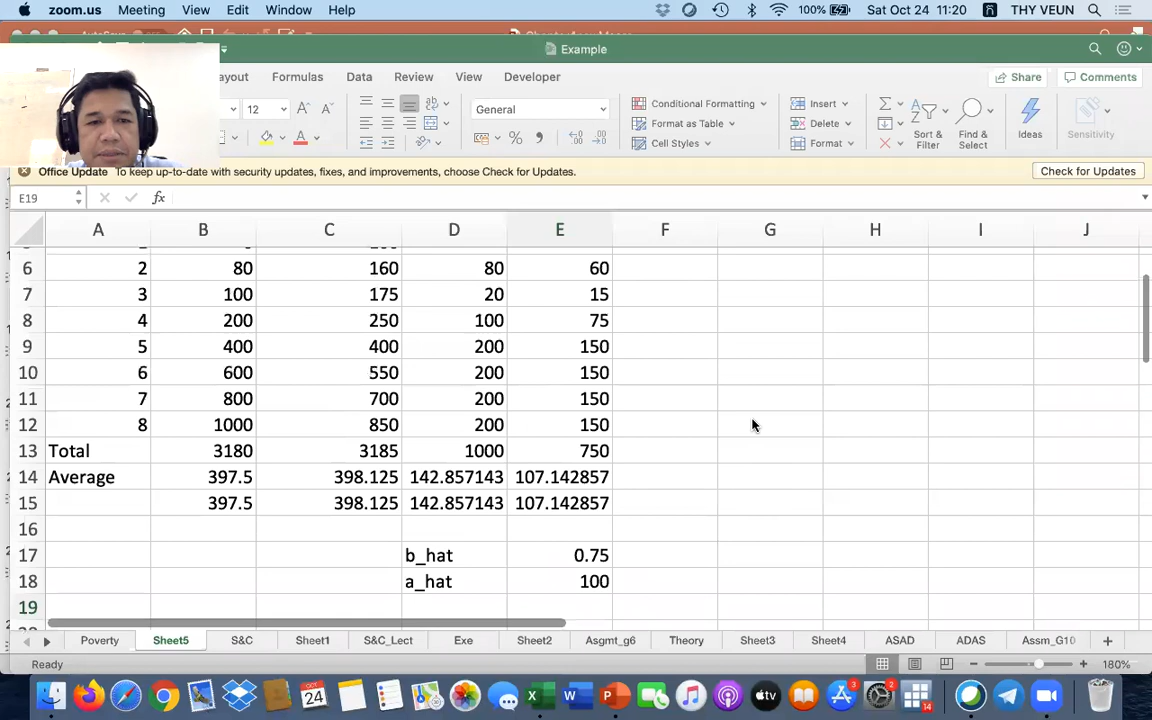 zoom.us Meeting View Edit Window Help 100% Sat Oct 24 11:20 THY VEUN
Example
ayout Formulas Data Review View Developer Share Comments
12 General Conditional Formatting Format as Table Cell Styles Insert Delete Format Sort & Filter Find & Select Ideas Sensitivity
Office Update To keep up-to-date with security updates, fixes, and improvements, choose Check for Updates. Check for Updates
E19 fx
A B C D E F G H I J
6 2 80 160 80 60
7 3 100 175 20 15
8 4 200 250 100 75
9 5 400 400 200 150
10 6 600 550 200 150
11 7 800 700 200 150
12 8 1000 850 200 150
13 Total 3180 3185 1000 750
14 Average 397.5 398.125 142.857143 107.142857
15 397.5 398.125 142.857143 107.142857
16
17 b_hat 0.75
18 a_hat 100
19
Poverty Sheet5 S&C Sheet1 S&C_Lect Exe Sheet2 Asgmt_g6 Theory Sheet3 Sheet4 ASAD ADAS Assm_G10
Ready 180%
OCT 24 tv 3 2 14